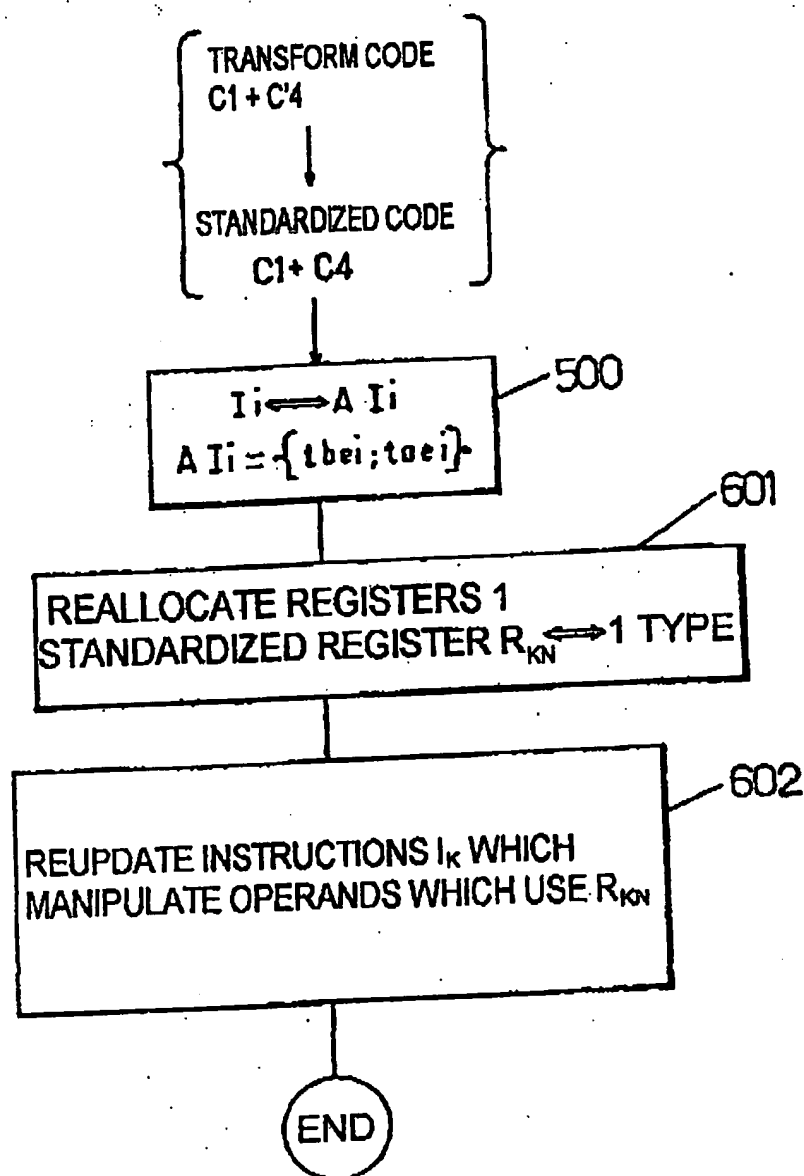 TRANSFORM CODE
C1 + C'4
STANDARDIZED CODE
C1 + C4
500
Ii ⟺ A Ii
A Ii = {tbei; taei}
601
REALLOCATE REGISTERS 1
STANDARDIZED REGISTER R_KN ⟺ 1 TYPE
602
REUPDATE INSTRUCTIONS I_K WHICH
MANIPULATE OPERANDS WHICH USE R_KN
END